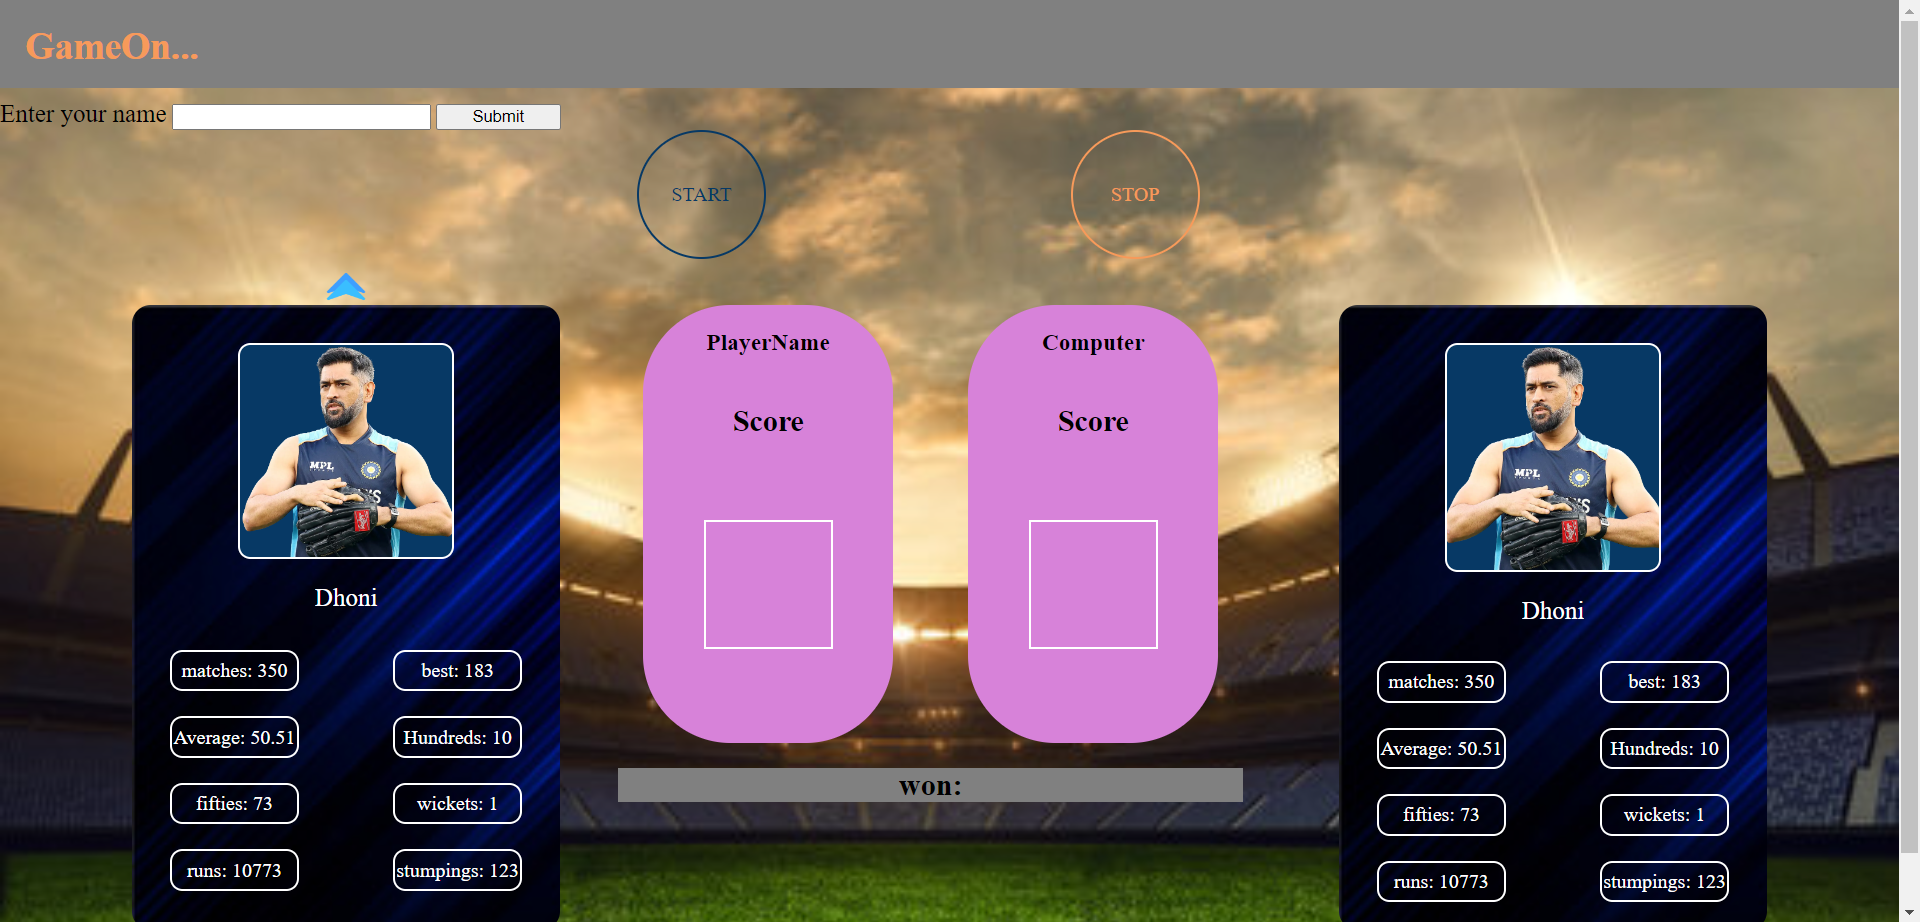 GameOn...
Enter your name
Submit
START
STOP
MPL
Dhoni
matches: 350
best: 183
Average: 50.51
Hundreds: 10
fifties: 73
wickets: 1
runs: 10773
stumpings: 123
PlayerName
Score
Computer
Score
won:
MPL
Dhoni
matches: 350
best: 183
Average: 50.51
Hundreds: 10
fifties: 73
wickets: 1
runs: 10773
stumpings: 123